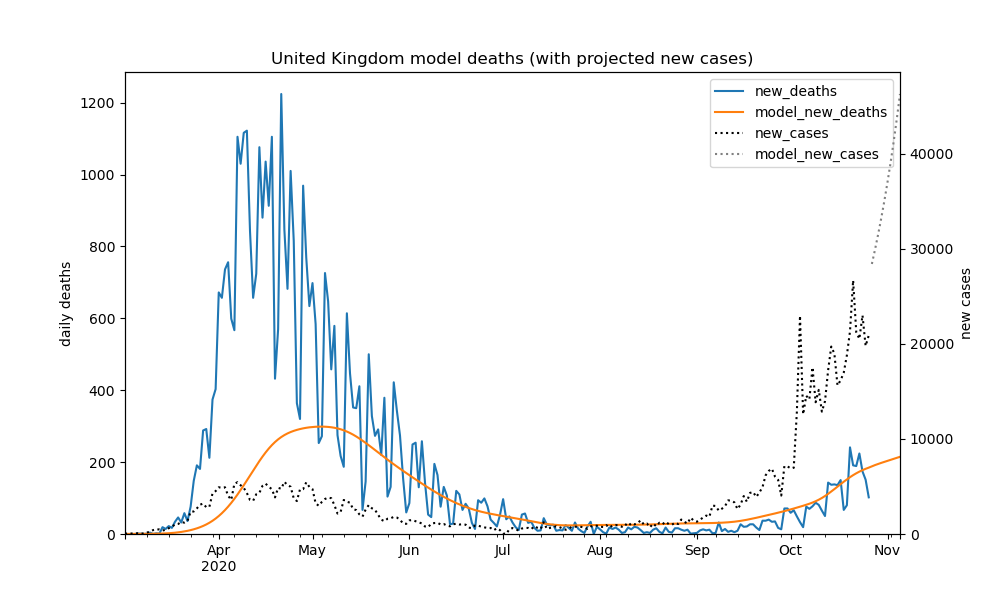 United Kingdom model deaths (with projected new cases)
new_deaths
model_new_deaths
new_cases
model_new_cases
daily deaths
1200
1000
800
600
400
200
0
new cases
40000
30000
20000
10000
0
Apr
2020
May
Jun
Jul
Aug
Sep
Oct
Nov